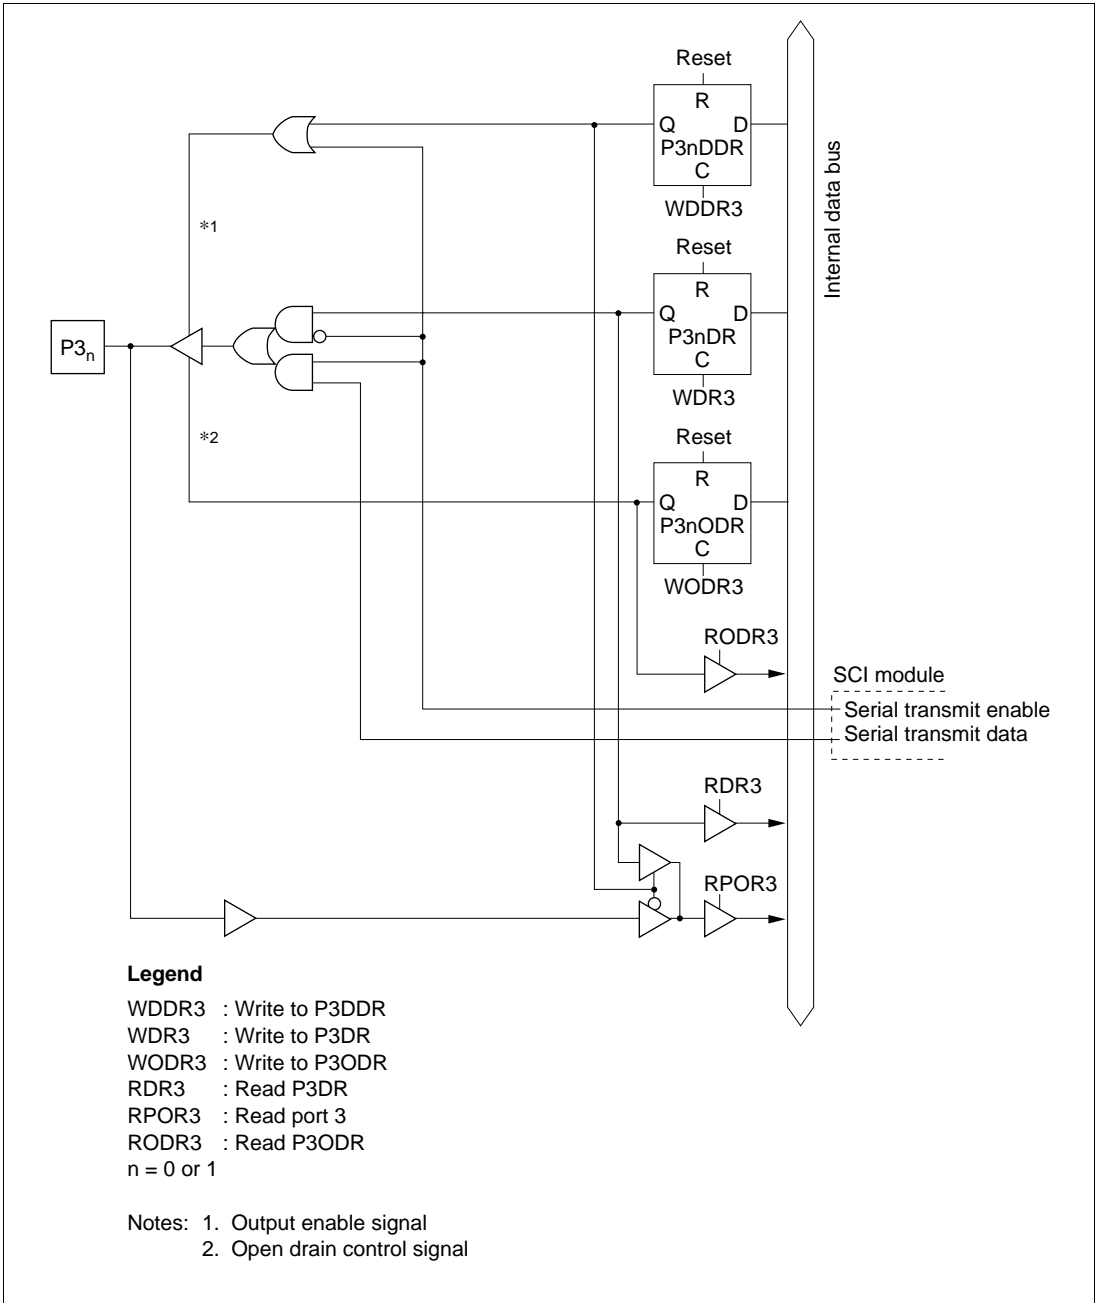 Reset
R
Q D
P3nDDR
C
WDDR3
Internal data bus
*1
Reset
R
Q D
P3nDR
C
WDR3
P3n
*2
Reset
R
Q D
P3nODR
C
WODR3
RODR3
SCI module
Serial transmit enable
Serial transmit data
RDR3
RPOR3
Legend
WDDR3 : Write to P3DDR
WDR3 : Write to P3DR
WODR3 : Write to P3ODR
RDR3 : Read P3DR
RPOR3 : Read port 3
RODR3 : Read P3ODR
n = 0 or 1
Notes: 1. Output enable signal
2. Open drain control signal